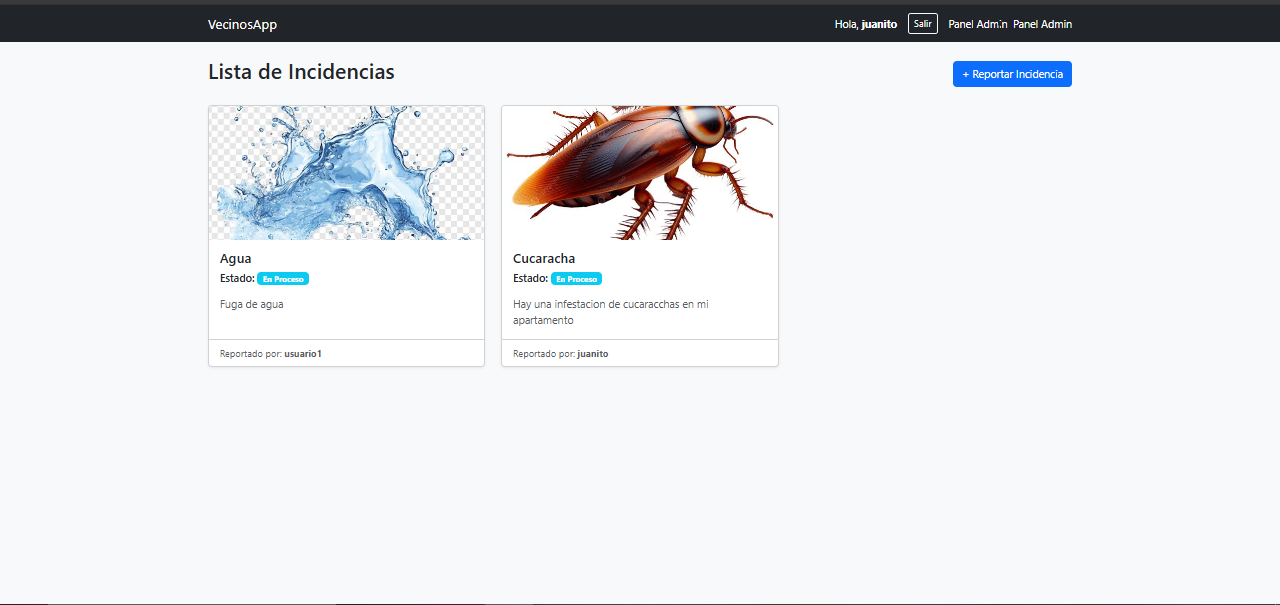 VecinosApp
Hola, juanito Salir Panel Admin Panel Admin
Lista de Incidencias
+ Reportar Incidencia
Agua
Estado: En Proceso
Fuga de agua
Reportado por: usuario1
Cucaracha
Estado: En Proceso
Hay una infestacion de cucaracchas en mi
apartamento
Reportado por: juanito